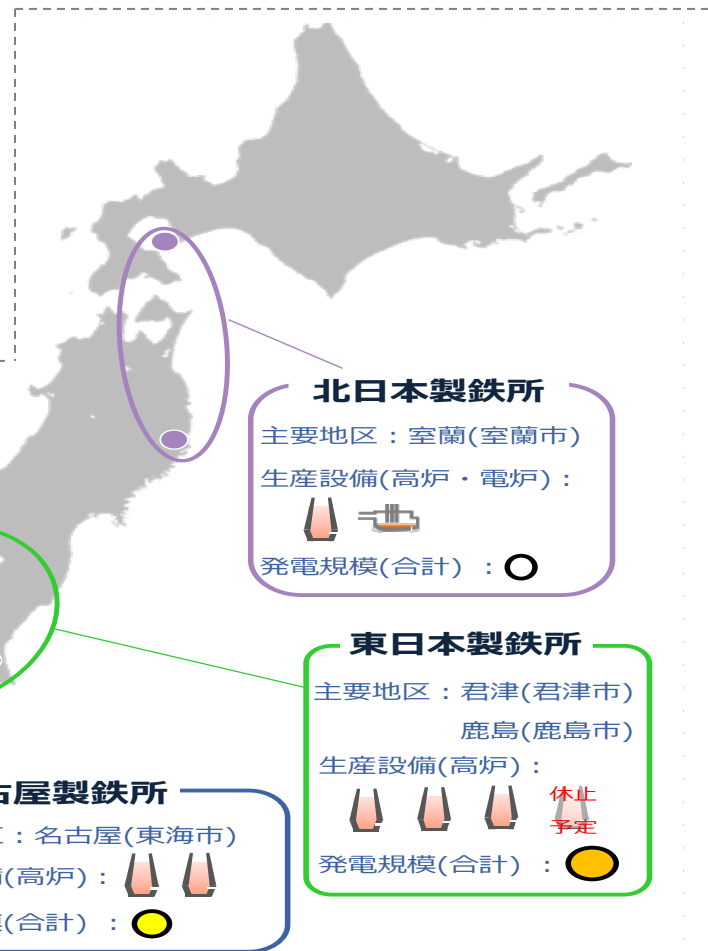 北日本製鉄所
主要地区：室蘭(室蘭市)
生産設備(高炉・電炉)：
発電規模(合計) ：
東日本製鉄所
主要地区：君津(君津市)
鹿島(鹿島市)
生産設備(高炉)：
休止
予定
発電規模(合計) ：
古屋製鉄所
：名古屋(東海市)
(高炉)：
(合計) ：